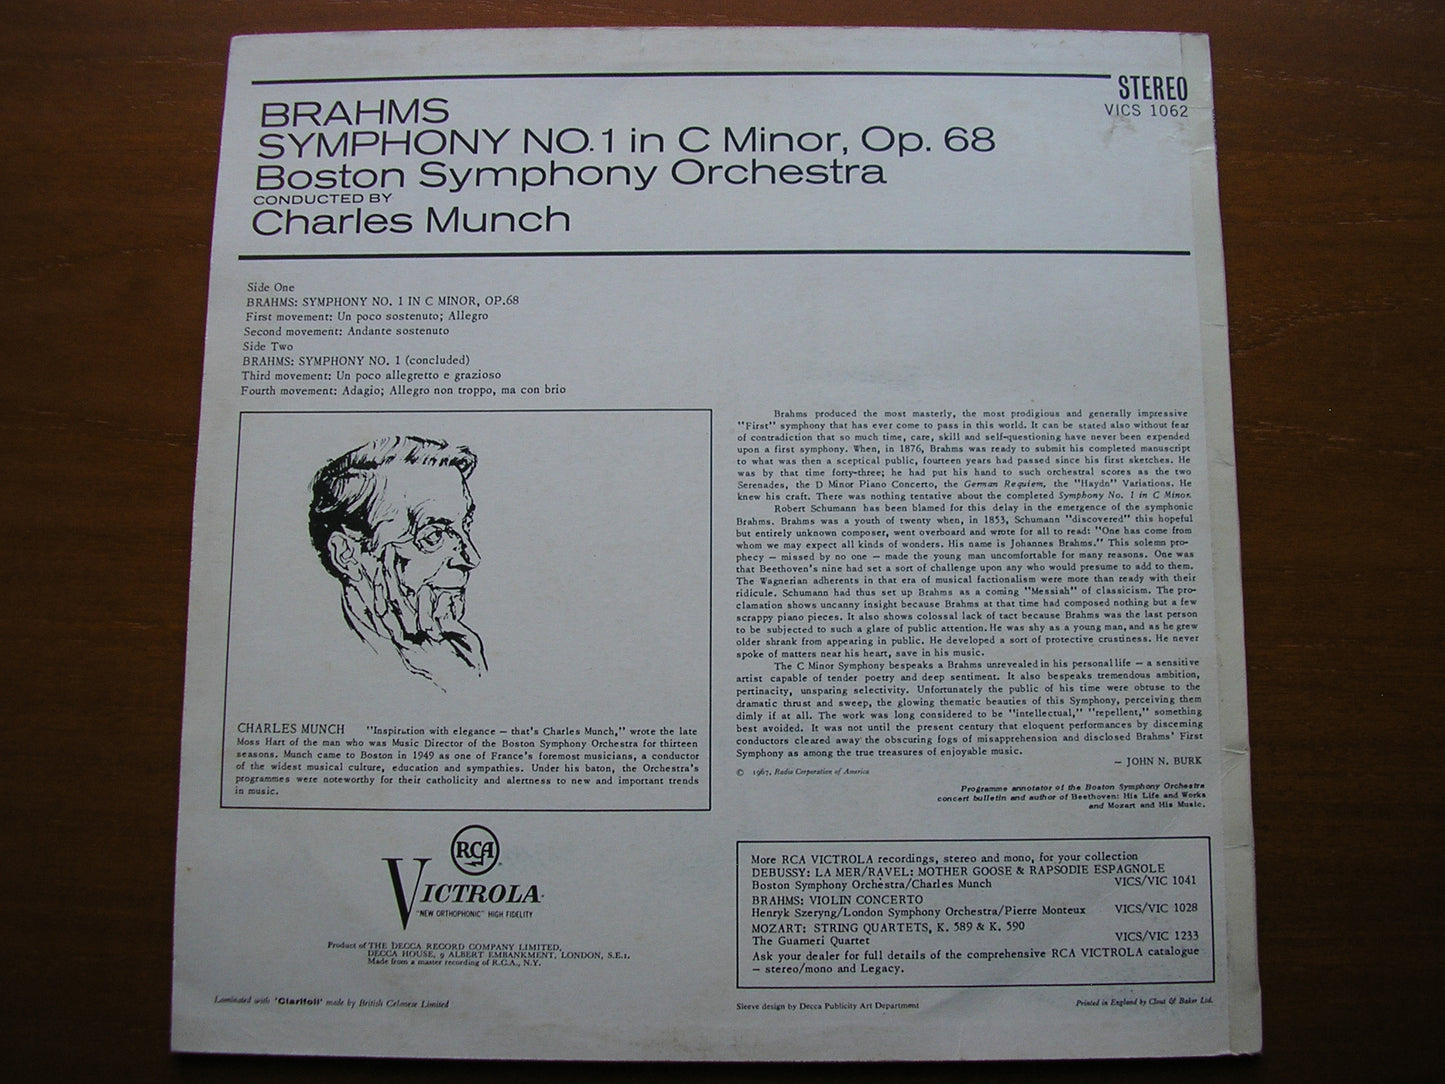 STEREO
VICS 1062
BRAHMS
SYMPHONY NO.1 in C Minor, Op. 68
Boston Symphony Orchestra
CONDUCTED BY
Charles Munch
Side One
BRAHMS: SYMPHONY NO. 1 IN C MINOR, OP.68
First movement: Un poco sostenuto; Allegro
Second movement: Andante sostenuto
Side Two
BRAHMS: SYMPHONY NO. 1 (concluded)
Third movement: Un poco allegretto e grazioso
Fourth movement: Adagio; Allegro non troppo, ma con brio
CHARLES MUNCH "Inspiration with elegance – that's Charles Munch," wrote the late
Moss Hart of the man who was Music Director of the Boston Symphony Orchestra for thirteen
seasons. Munch came to Boston in 1949 as one of France's foremost musicians, a conductor
of the widest musical culture, education and sympathies. Under his baton, the Orchestra's
programmes were noteworthy for their catholicity and alertness to new and important trends
in music.
Brahms produced the most masterly, the most prodigious and generally impressive
"First" symphony that has ever come to pass in this world. It can be stated also without fear
of contradiction that so much time, care, skill and self-questioning have never been expended
upon a first symphony. When, in 1876, Brahms was ready to submit his completed manuscript
to what was then a sceptical public, fourteen years had passed since his first sketches. He
was by that time forty-three; he had put his hand to such orchestral scores as the two
Serenades, the D Minor Piano Concerto, the German Requiem, the "Haydn" Variations. He
knew his craft. There was nothing tentative about the completed Symphony No. 1 in C Minor.
Robert Schumann has been blamed for this delay in the emergence of the symphonic
Brahms. Brahms was a youth of twenty when, in 1853, Schumann "discovered" this hopeful
but entirely unknown composer, went overboard and wrote for all to read: "One has come from
whom we may expect all kinds of wonders. His name is Johannes Brahms." This solemn pro-
phecy – missed by no one – made the young man uncomfortable for many reasons. One was
that Beethoven's nine had set a sort of challenge upon any who would presume to add to them.
The Wagnerian adherents in that era of musical factionalism were more than ready with their
ridicule. Schumann had thus set up Brahms as a coming "Messiah" of classicism. The pro-
clamation shows uncanny insight because Brahms at that time had composed nothing but a few
scrappy piano pieces. It also shows colossal lack of tact because Brahms was the last person
to be subjected to such a glare of public attention. He was shy as a young man, and as he grew
older shrank from appearing in public. He developed a sort of protective crustiness. He never
spoke of matters near his heart, save in his music.
The C Minor Symphony bespeaks a Brahms unrevealed in his personal life – a sensitive
artist capable of tender poetry and deep sentiment. It also bespeaks tremendous ambition,
pertinacity, unsparing selectivity. Unfortunately the public of his time were obtuse to the
dramatic thrust and sweep, the glowing thematic beauties of this Symphony, perceiving them
dimly if at all. The work was long considered to be "intellectual," "repellent," something
best avoided. It was not until the present century that eloquent performances by discerning
conductors cleared away the obscuring fogs of misapprehension and disclosed Brahms' First
Symphony as among the true treasures of enjoyable music.
– JOHN N. BURK
© 1967, Radio Corporation of America
Programme annotator of the Boston Symphony Orchestra
concert bulletin and author of Beethoven: His Life and Works
and Mozart and His Music.
RCA
VICTROLA
"NEW ORTHOPHONIC" HIGH FIDELITY
Product of THE DECCA RECORD COMPANY LIMITED,
DECCA HOUSE, 9 ALBERT EMBANKMENT, LONDON, S.E.1.
Made from a master recording of R.C.A., N.Y.
More RCA VICTROLA recordings, stereo and mono, for your collection
DEBUSSY: LA MER/RAVEL: MOTHER GOOSE & RAPSODIE ESPAGNOLE
Boston Symphony Orchestra/Charles Munch VICS/VIC 1041
BRAHMS: VIOLIN CONCERTO
Henryk Szeryng/London Symphony Orchestra/Pierre Monteux VICS/VIC 1028
MOZART: STRING QUARTETS, K. 589 & K. 590
The Guarneri Quartet VICS/VIC 1233
Ask your dealer for full details of the comprehensive RCA VICTROLA catalogue
– stereo/mono and Legacy.
Laminated with 'Clarifoil' made by British Celanese Limited
Sleeve design by Decca Publicity Art Department
Printed in England by Clout & Baker Ltd.